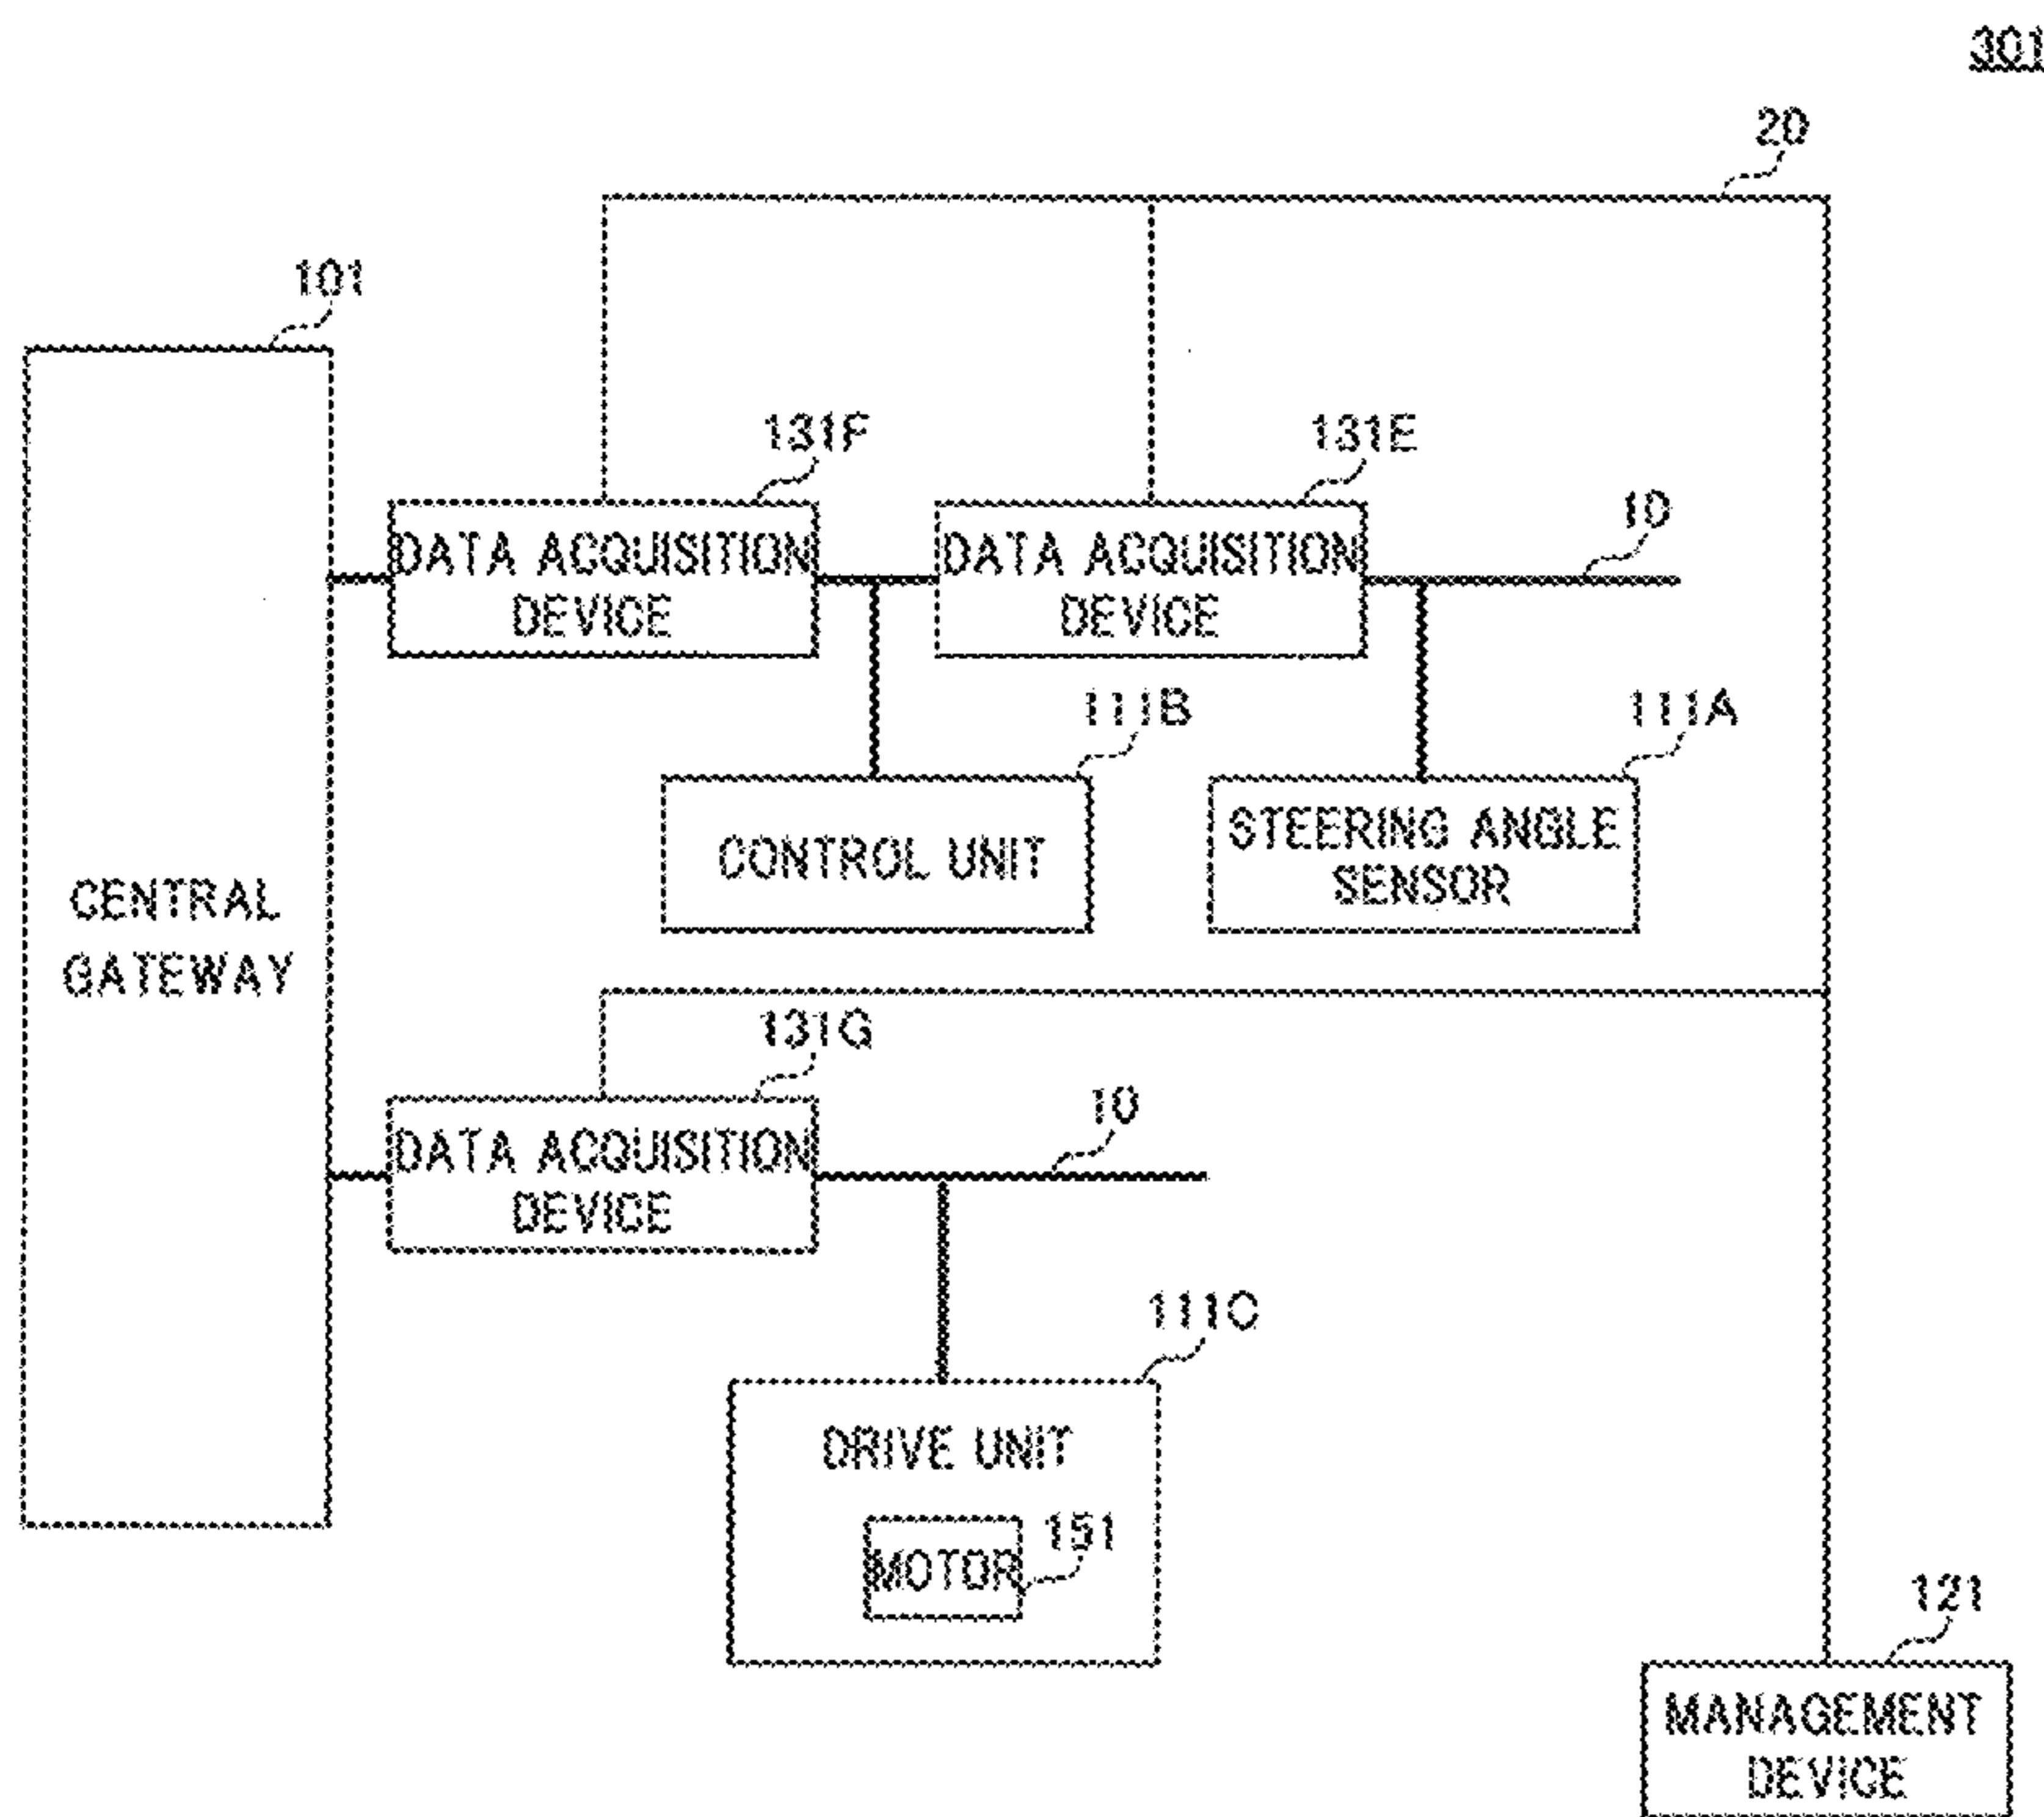 301
20
101
131F
131E
10
DATA ACQUISITION
DEVICE
DATA ACQUISITION
DEVICE
111B
111A
CONTROL UNIT
STEERING ANGLE
SENSOR
CENTRAL
GATEWAY
131G
10
DATA ACQUISITION
DEVICE
111C
DRIVE UNIT
151
MOTOR
121
MANAGEMENT
DEVICE